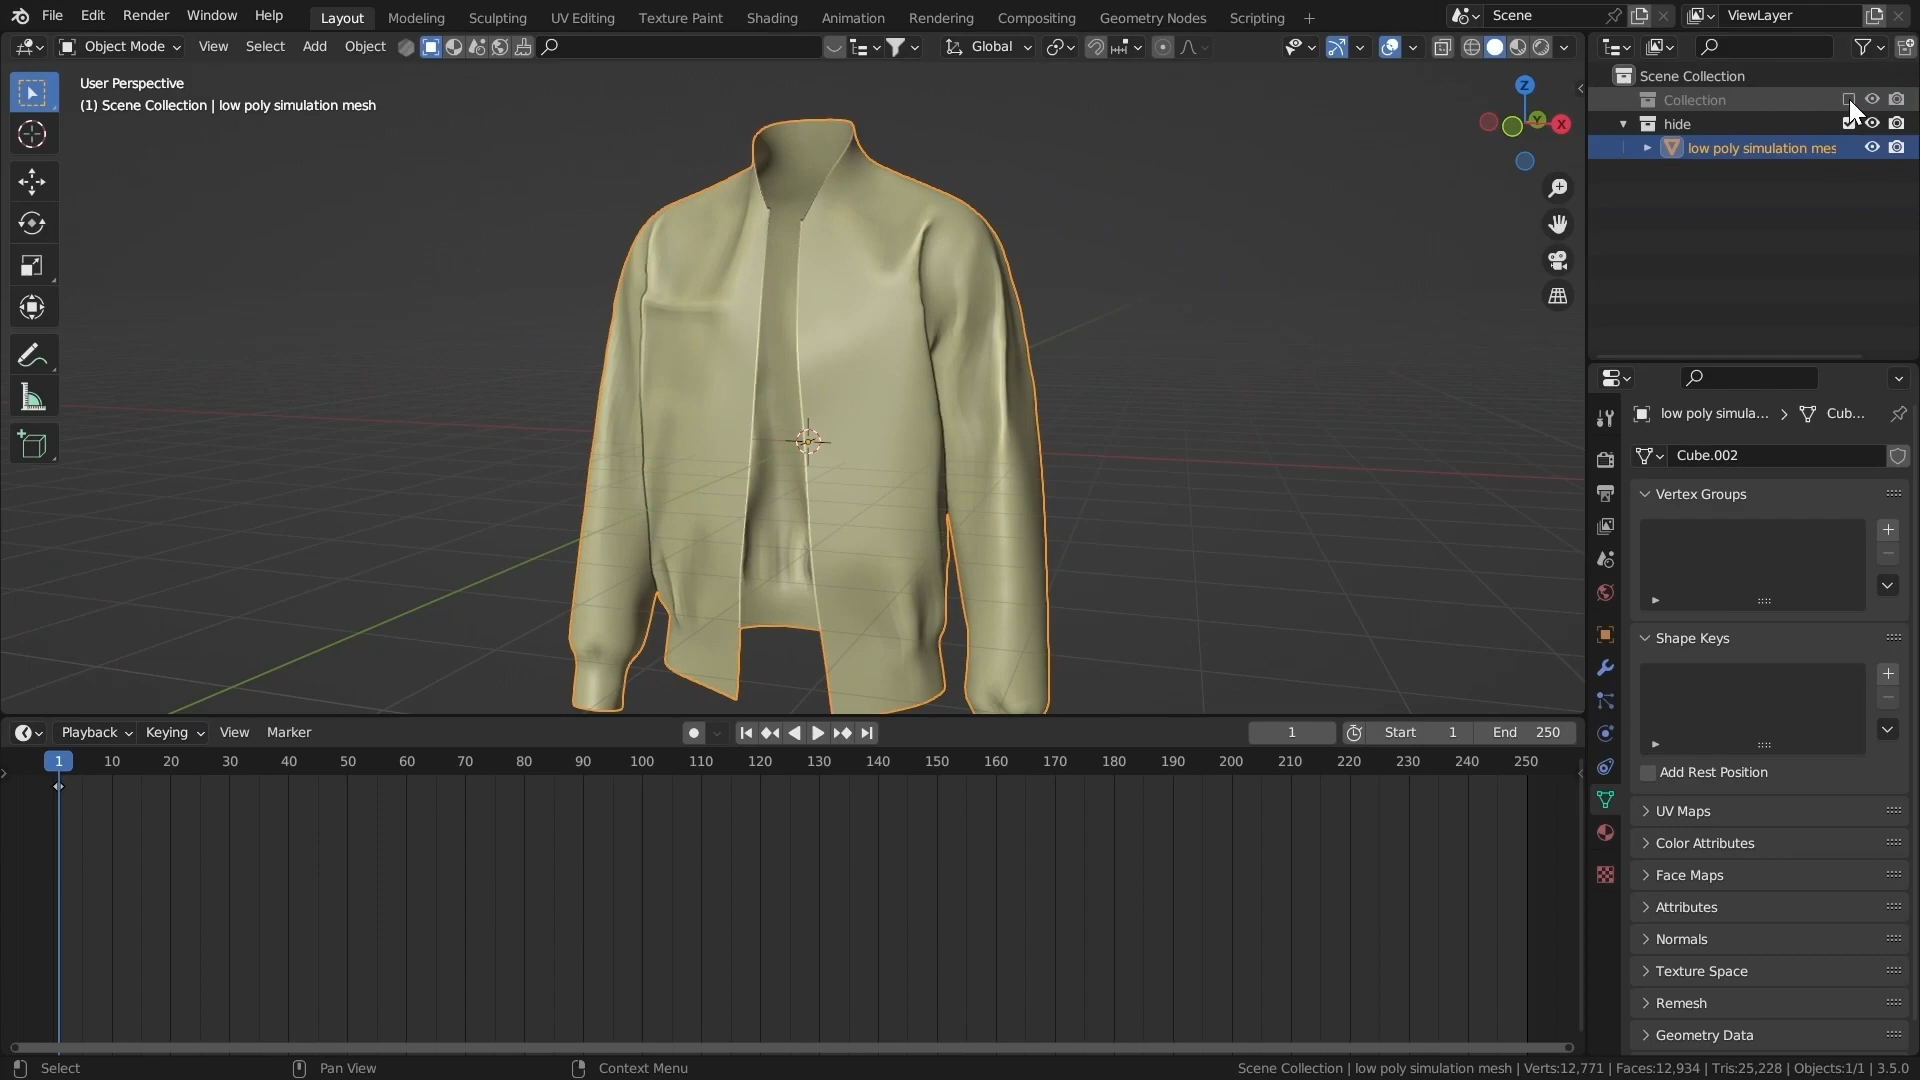 File Edit Render Window Help Layout Modeling Sculpting UV Editing Texture Paint Shading Animation Rendering Compositing Geometry Nodes Scripting Scene ViewLayer
Object Mode View Select Add Object Global
User Perspective
(1) Scene Collection | low poly simulation mesh
Z
Y
X
Scene Collection
Collection
hide
low poly simulation mes
low poly simula... Cub...
Cube.002
Vertex Groups
Shape Keys
Add Rest Position
UV Maps
Color Attributes
Face Maps
Attributes
Normals
Texture Space
Remesh
Geometry Data
Playback Keying View Marker 1 Start 1 End 250
1 10 20 30 40 50 60 70 80 90 100 110 120 130 140 150 160 170 180 190 200 210 220 230 240 250
Select Pan View Context Menu Scene Collection | low poly simulation mesh | Verts:12,771 | Faces:12,934 | Tris:25,228 | Objects:1/1 | 3.5.0